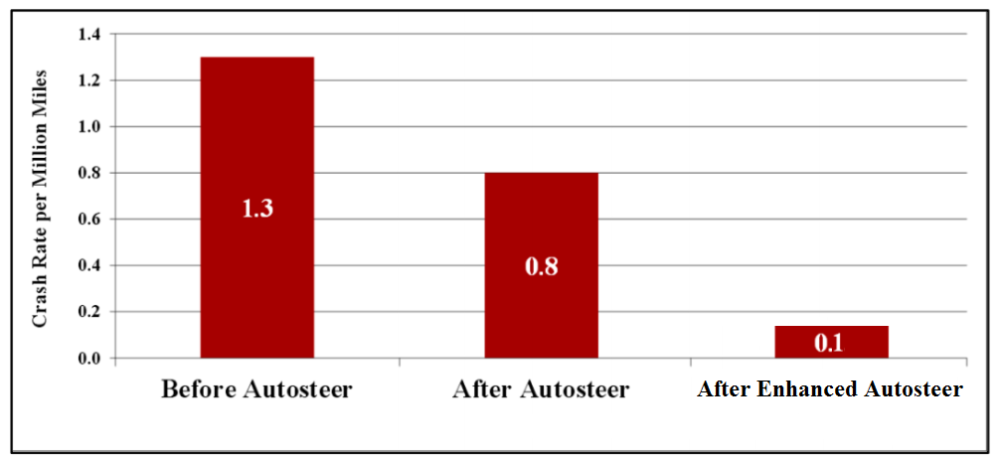 Crash Rate per Million Miles
1.4
1.2
1.0
0.8
0.6
0.4
0.2
0.0
1.3
0.8
0.1
Before Autosteer
After Autosteer
After Enhanced Autosteer